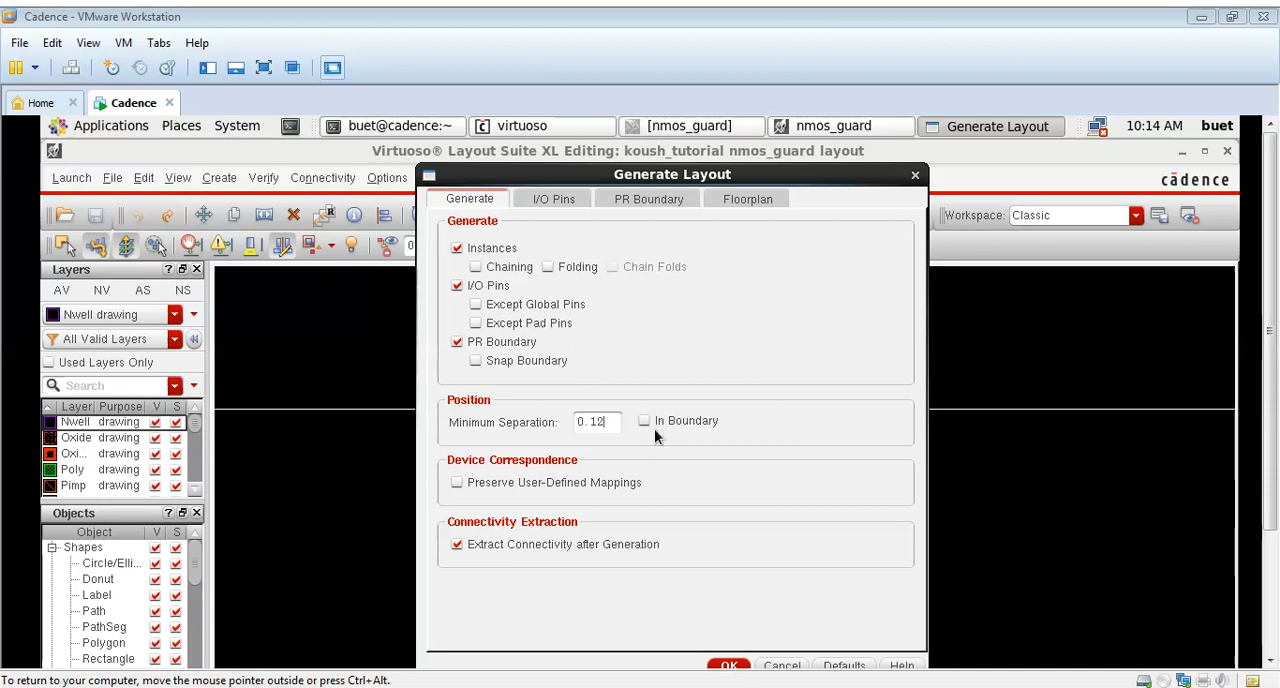 Cadence - VMware Workstation
File Edit View VM Tabs Help
Home Cadence
Applications Places System buet@cadence:~ virtuoso [nmos_guard] nmos_guard Generate Layout 10:14 AM buet
Virtuoso® Layout Suite XL Editing: koush_tutorial nmos_guard layout
Launch File Edit View Create Verify Connectivity Options
cādence
Workspace: Classic
0
Layers
AV NV AS NS
Nwell drawing
All Valid Layers
Used Layers Only
Search
Layer Purpose V S
Nwell drawing
Oxide drawing
Oxi... drawing
Poly drawing
Pimp drawing
Objects
Object V S
Shapes
Circle/Elli...
Donut
Label
Path
PathSeg
Polygon
Rectangle
Generate Layout
Generate I/O Pins PR Boundary Floorplan
Generate
Instances
Chaining Folding Chain Folds
I/O Pins
Except Global Pins
Except Pad Pins
PR Boundary
Snap Boundary
Position
Minimum Separation: 0.12 In Boundary
Device Correspondence
Preserve User-Defined Mappings
Connectivity Extraction
Extract Connectivity after Generation
OK Cancel Defaults Help
To return to your computer, move the mouse pointer outside or press Ctrl+Alt.